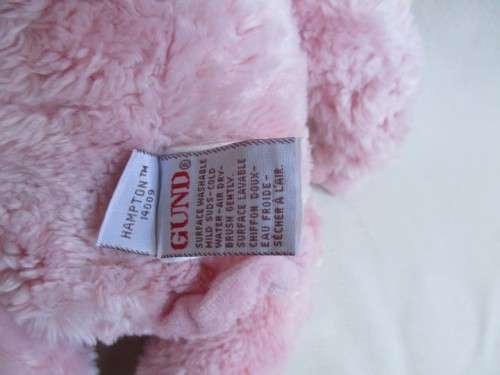 HAMPTON™
14009
GUND®
SURFACE WASHABLE
MILD SUDS-COLD
WATER-AIR DRY-
BRUSH GENTLY.
SURFACE LAVABLE
CHIFFON DOUX-
EAU FROIDE-
SÉCHER À L'AIR.